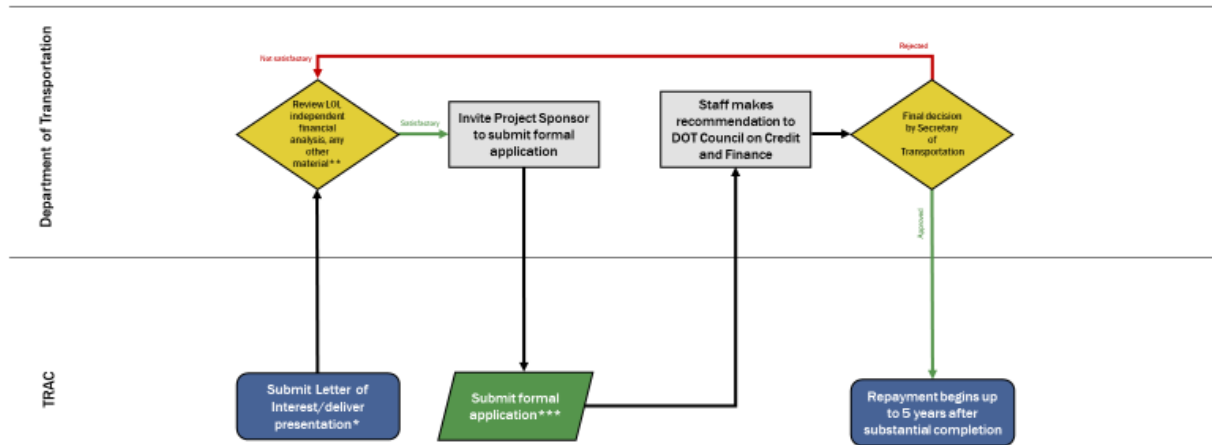 Department of Transportation
Rejected
Not satisfactory
Review LOI,
independent
financial
analysis, any
other
material**
Satisfactory
Invite Project Sponsor
to submit formal
application
Staff makes
recommendation to
DOT Council on Credit
and Finance
Final decision
by Secretary
of
Transportation
Approved
TRAC
Submit Letter of
Interest/deliver
presentation*
Submit formal
application***
Repayment begins up
to 5 years after
substantial completion